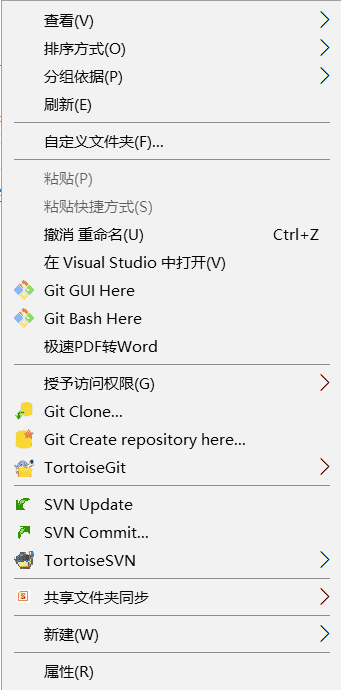 查看(V)
排序方式(O)
分组依据(P)
刷新(E)
自定义文件夹(F)...
粘贴(P)
粘贴快捷方式(S)
撤消 重命名(U) Ctrl+Z
在 Visual Studio 中打开(V)
Git GUI Here
Git Bash Here
极速PDF转Word
授予访问权限(G)
Git Clone...
Git Create repository here...
TortoiseGit
SVN Update
SVN Commit...
TortoiseSVN
共享文件夹同步
新建(W)
属性(R)